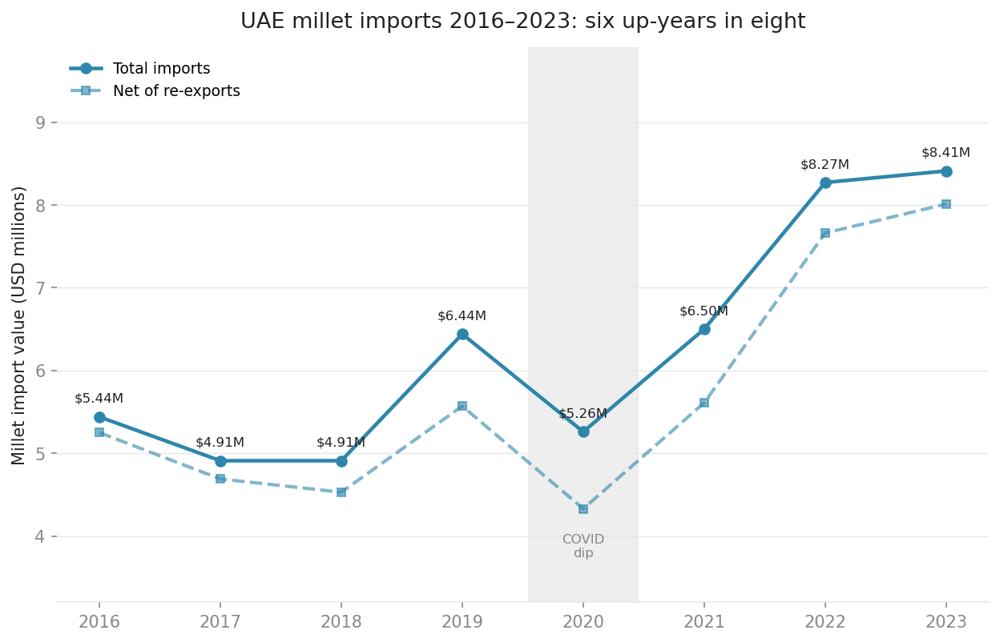 UAE millet imports 2016–2023: six up-years in eight
Total imports
Net of re-exports
Millet import value (USD millions)
9
8
7
6
5
4
$5.44M
$4.91M
$4.91M
$6.44M
$5.26M
$6.50M
$8.27M
$8.41M
COVID
dip
2016
2017
2018
2019
2020
2021
2022
2023